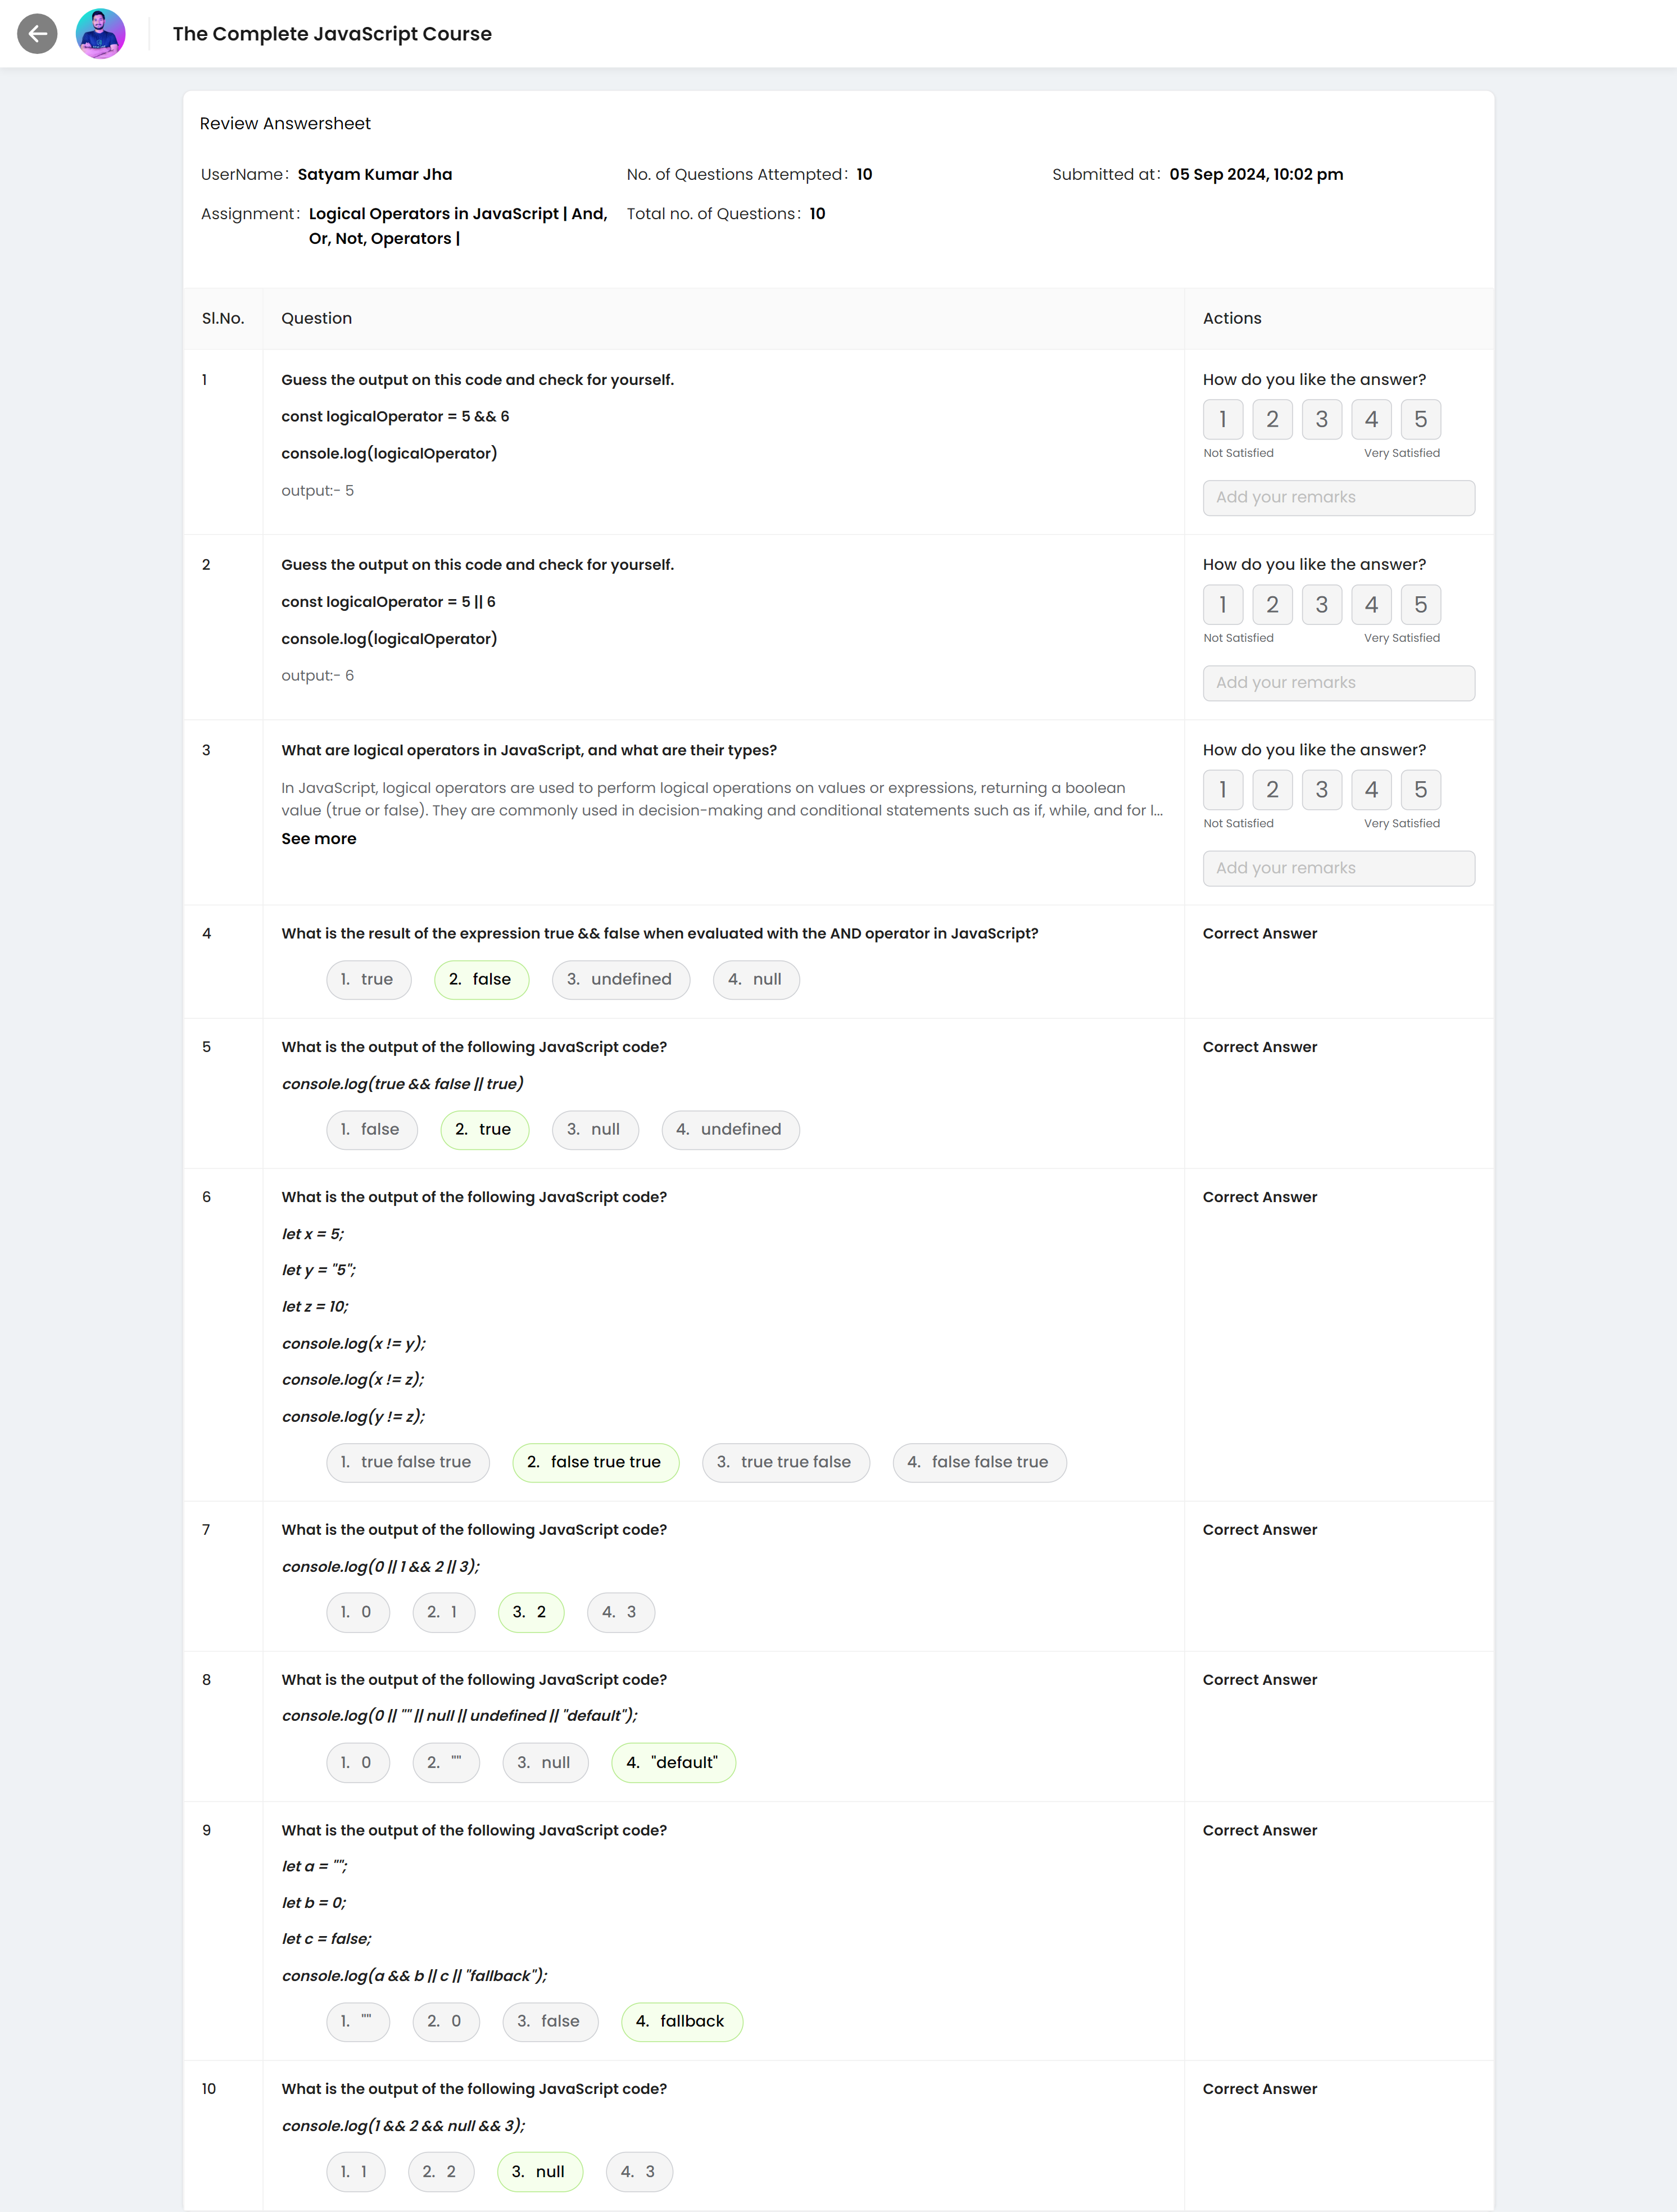 The Complete JavaScript Course
Review Answersheet
UserName: Satyam Kumar Jha
No. of Questions Attempted: 10
Submitted at: 05 Sep 2024, 10:02 pm
Assignment: Logical Operators in JavaScript | And,
Or, Not, Operators |
Total no. of Questions: 10
Sl.No. Question Actions
1
Guess the output on this code and check for yourself.
const logicalOperator = 5 && 6
console.log(logicalOperator)
output:- 5
How do you like the answer?
1 2 3 4 5
Not Satisfied Very Satisfied
Add your remarks
2
Guess the output on this code and check for yourself.
const logicalOperator = 5 || 6
console.log(logicalOperator)
output:- 6
How do you like the answer?
1 2 3 4 5
Not Satisfied Very Satisfied
Add your remarks
3
What are logical operators in JavaScript, and what are their types?
In JavaScript, logical operators are used to perform logical operations on values or expressions, returning a boolean
value (true or false). They are commonly used in decision-making and conditional statements such as if, while, and for l...
See more
How do you like the answer?
1 2 3 4 5
Not Satisfied Very Satisfied
Add your remarks
4
What is the result of the expression true && false when evaluated with the AND operator in JavaScript?
1. true 2. false 3. undefined 4. null
Correct Answer
5
What is the output of the following JavaScript code?
console.log(true && false || true)
1. false 2. true 3. null 4. undefined
Correct Answer
6
What is the output of the following JavaScript code?
let x = 5;
let y = "5";
let z = 10;
console.log(x != y);
console.log(x != z);
console.log(y != z);
1. true false true 2. false true true 3. true true false 4. false false true
Correct Answer
7
What is the output of the following JavaScript code?
console.log(0 || 1 && 2 || 3);
1. 0 2. 1 3. 2 4. 3
Correct Answer
8
What is the output of the following JavaScript code?
console.log(0 || "" || null || undefined || "default");
1. 0 2. "" 3. null 4. "default"
Correct Answer
9
What is the output of the following JavaScript code?
let a = "";
let b = 0;
let c = false;
console.log(a && b || c || "fallback");
1. "" 2. 0 3. false 4. fallback
Correct Answer
10
What is the output of the following JavaScript code?
console.log(1 && 2 && null && 3);
1. 1 2. 2 3. null 4. 3
Correct Answer